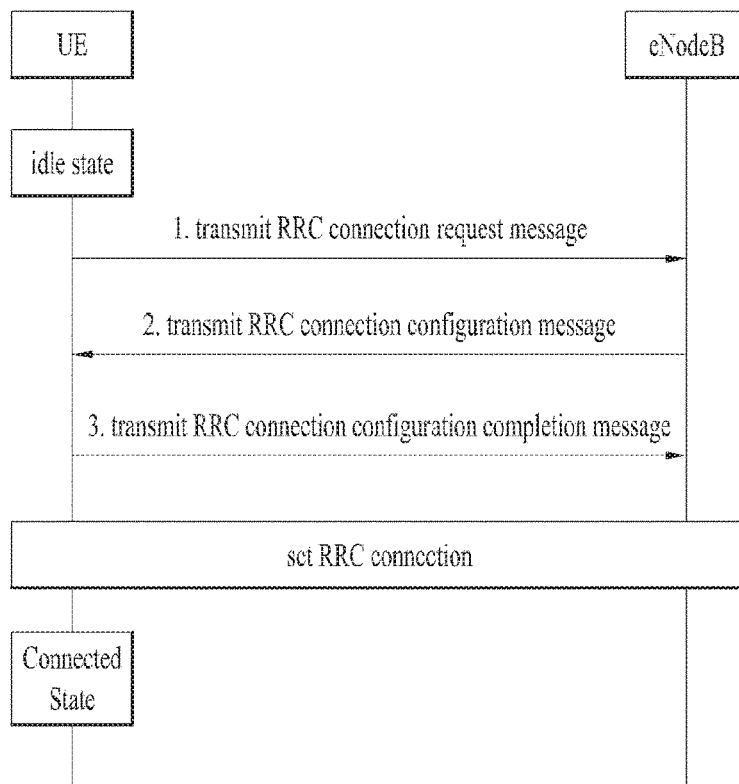 UE
eNodeB
idle state
1. transmit RRC connection request message
2. transmit RRC connection configuration message
3. transmit RRC connection configuration completion message
set RRC connection
Connected
State